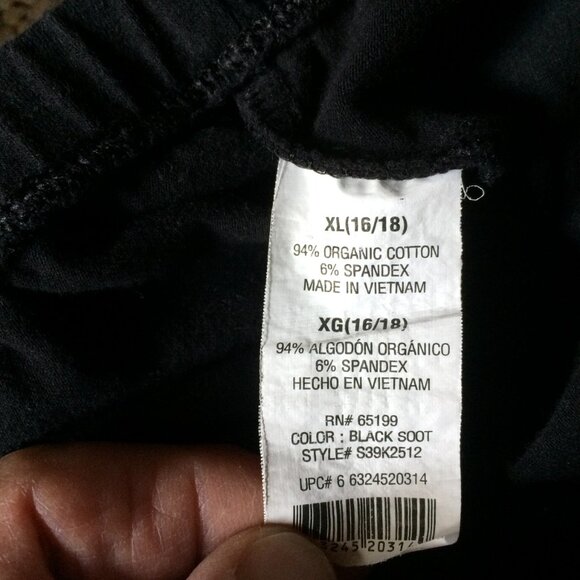 XL(16/18)
94% ORGANIC COTTON
6% SPANDEX
MADE IN VIETNAM
XG(16/18)
94% ALGODÓN ORGÁNICO
6% SPANDEX
HECHO EN VIETNAM
RN# 65199
COLOR : BLACK SOOT
STYLE# S39K2512
UPC# 6 6324520314